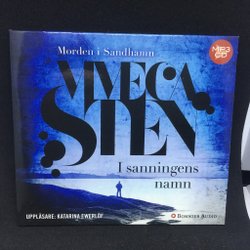 Morden i Sandhamn
MP3
CD
VIVECA
STEN
I sanningens
namn
UPPLÄSARE: KATARINA EWERLÖF
BONNIER AUDIO